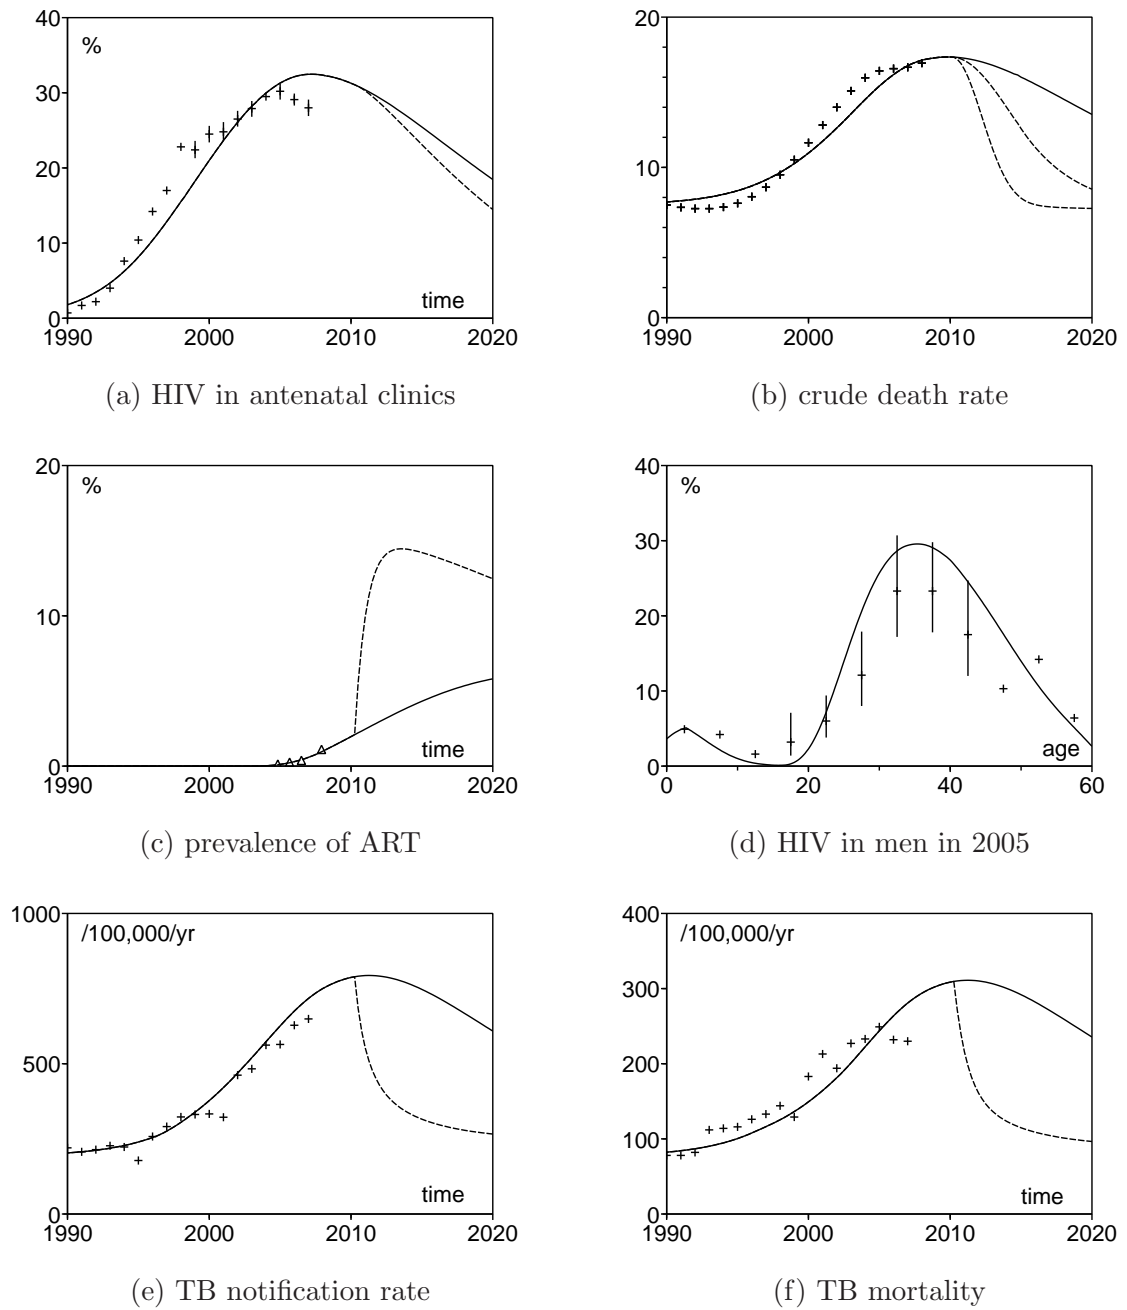 40
%
30
20
10
0
time
1990 2000 2010 2020
(a) HIV in antenatal clinics
20
10
0
1990 2000 2010 2020
(b) crude death rate
20
%
10
0
time
1990 2000 2010 2020
(c) prevalence of ART
40
%
30
20
10
0
age
0 20 40 60
(d) HIV in men in 2005
1000
/100,000/yr
500
0
time
1990 2000 2010 2020
(e) TB notification rate
400
/100,000/yr
300
200
100
0
time
1990 2000 2010 2020
(f) TB mortality